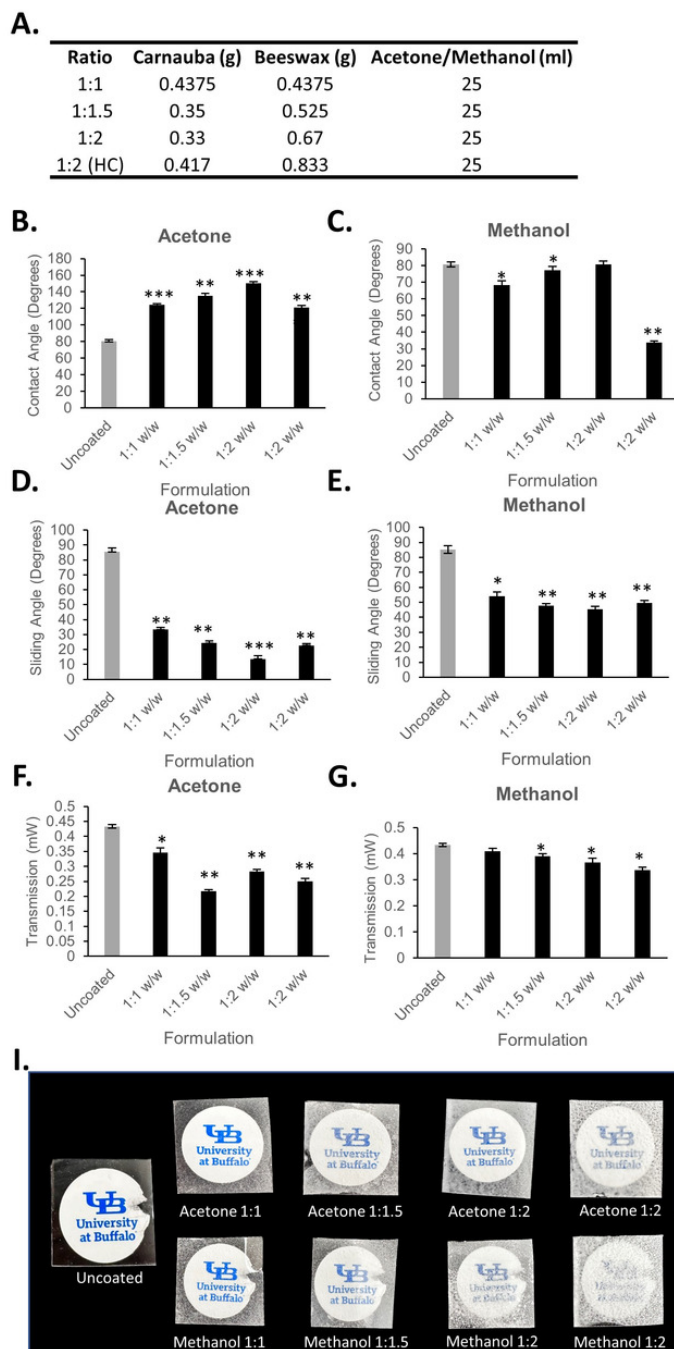 A.
Ratio Carnauba (g) Beeswax (g) Acetone/Methanol (ml)
1:1 0.4375 0.4375 25
1:1.5 0.35 0.525 25
1:2 0.33 0.67 25
1:2 (HC) 0.417 0.833 25
B.
Acetone
Contact Angle (Degrees)
180
160
140
120
100
80
60
40
20
0
***
**
***
**
Uncoated
1:1 w/w
1:1.5 w/w
1:2 w/w
1:2 w/w
Formulation
C.
Methanol
Contact Angle (Degrees)
90
80
70
60
50
40
30
20
10
0
*
*
**
Uncoated
1:1 w/w
1:1.5 w/w
1:2 w/w
1:2 w/w
Formulation
D.
Acetone
Sliding Angle (Degrees)
100
90
80
70
60
50
40
30
20
10
0
**
**
***
**
Uncoated
1:1 w/w
1:1.5 w/w
1:2 w/w
1:2 w/w
Formulation
E.
Methanol
Sliding Angle (Degrees)
100
90
80
70
60
50
40
30
20
10
0
*
**
**
**
Uncoated
1:1 w/w
1:1.5 w/w
1:2 w/w
1:2 w/w
Formulation
F.
Acetone
Transmission (mW)
0.5
0.45
0.4
0.35
0.3
0.25
0.2
0.15
0.1
0.05
0
*
**
**
**
Uncoated
1:1 w/w
1:1.5 w/w
1:2 w/w
1:2 w/w
Formulation
G.
Methanol
Transmission (mW)
0.5
0.4
0.3
0.2
0.1
0
*
*
*
Uncoated
1:1 w/w
1:1.5 w/w
1:2 w/w
1:2 w/w
Formulation
I.
UB
University
at Buffalo
Uncoated
UB
University
at Buffalo
Acetone 1:1
UB
University
at Buffalo
Acetone 1:1.5
UB
University
at Buffalo
Acetone 1:2
UB
University
at Buffalo
Acetone 1:2
UB
University
at Buffalo
Methanol 1:1
UB
University
at Buffalo
Methanol 1:1.5
UB
University
at Buffalo
Methanol 1:2
UB
University
at Buffalo
Methanol 1:2